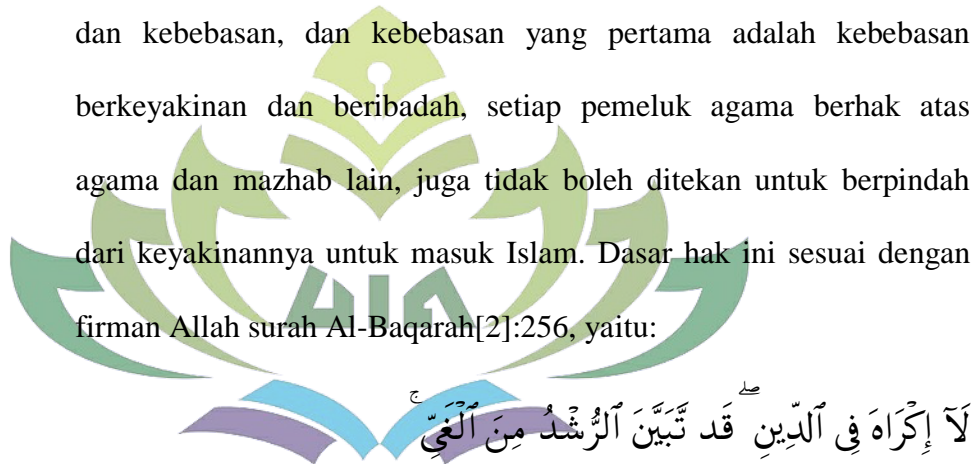 dan kebebasan, dan kebebasan yang pertama adalah kebebasan
berkeyakinan dan beribadah, setiap pemeluk agama berhak atas
agama dan mazhab lain, juga tidak boleh ditekan untuk berpindah
dari keyakinannya untuk masuk Islam. Dasar hak ini sesuai dengan
firman Allah surah Al-Baqarah[2]:256, yaitu:
لَآ إِكْرَاهَ فِى ٱلدِّينِ ۖ قَد تَّبَيَّنَ ٱلرُّشْدُ مِنَ ٱلْغَىِّ ۚ